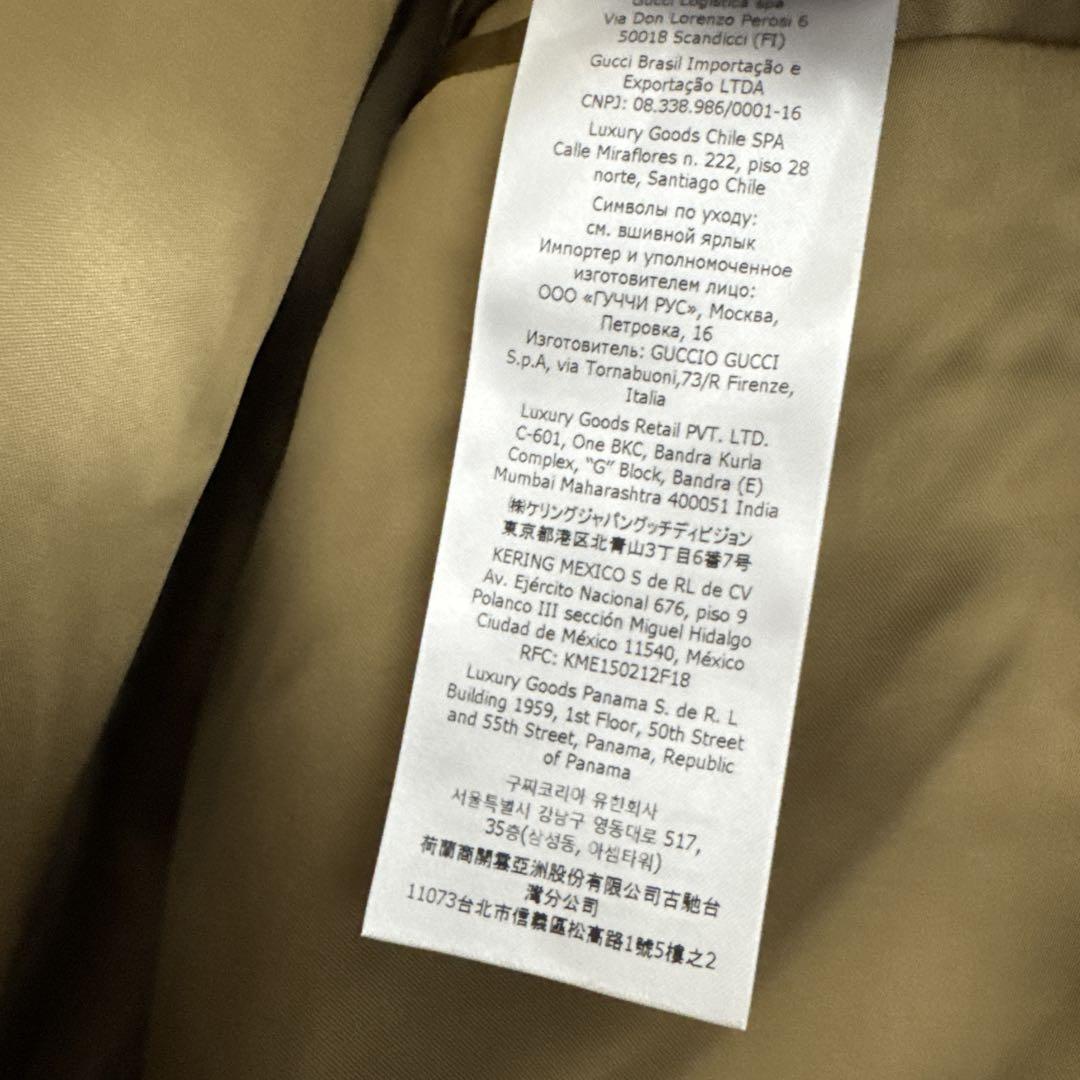 Gucci Logistica spa
Via Don Lorenzo Perosi 6
50018 Scandicci (FI)
Gucci Brasil Importação e
Exportação LTDA
CNPJ: 08.338.986/0001-16
Luxury Goods Chile SPA
Calle Miraflores n. 222, piso 28
norte, Santiago Chile
Символы по уходу:
см. вшивной ярлык
Импортер и уполномоченное
изготовителем лицо:
ООО «ГУЧЧИ РУС», Москва,
Петровка, 16
Изготовитель: GUCCIO GUCCI
S.p.A, via Tornabuoni,73/R Firenze,
Italia
Luxury Goods Retail PVT. LTD.
C-601, One BKC, Bandra Kurla
Complex, "G" Block, Bandra (E)
Mumbai Maharashtra 400051 India
㈱ケリングジャパングッチディビジョン
東京都港区北青山3丁目6番7号
KERING MEXICO S de RL de CV
Av. Ejército Nacional 676, piso 9
Polanco III sección Miguel Hidalgo
Ciudad de México 11540, México
RFC: KME150212F18
Luxury Goods Panama S. de R. L
Building 1959, 1st Floor, 50th Street
and 55th Street, Panama, Republic
of Panama
구찌코리아 유한회사
서울특별시 강남구 영동대로 517,
35층(삼성동, 아셈타워)
荷蘭商開雲亞洲股份有限公司古馳台
灣分公司
11073台北市信義區松高路1號5樓之2